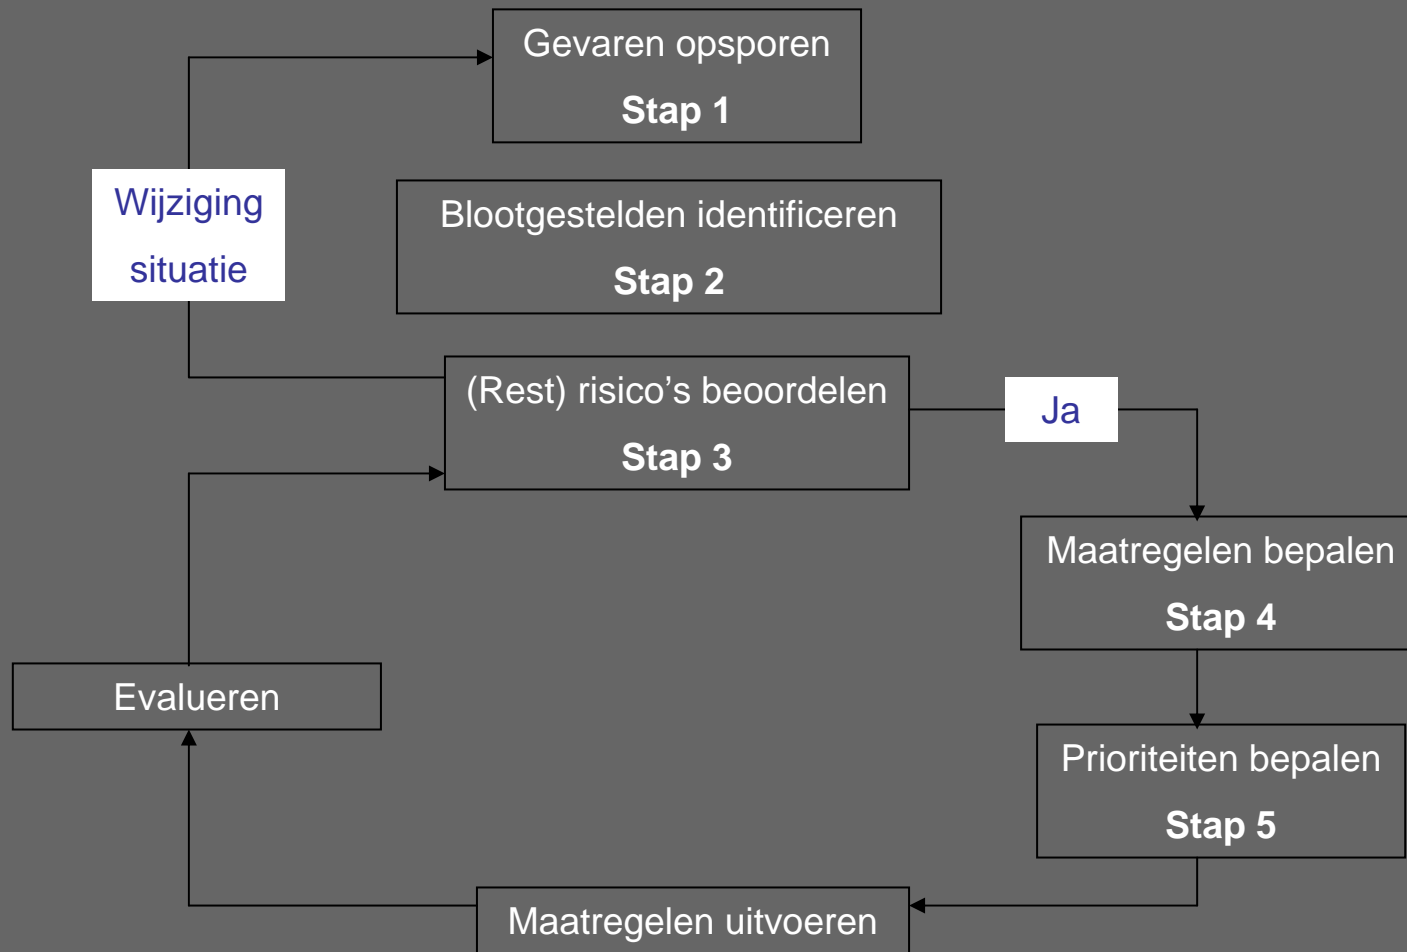 Gevaren opsporen
Stap 1
Wijziging
situatie
Blootgestelden identificeren
Stap 2
(Rest) risico’s beoordelen
Stap 3
Ja
Maatregelen bepalen
Stap 4
Evalueren
Prioriteiten bepalen
Stap 5
Maatregelen uitvoeren